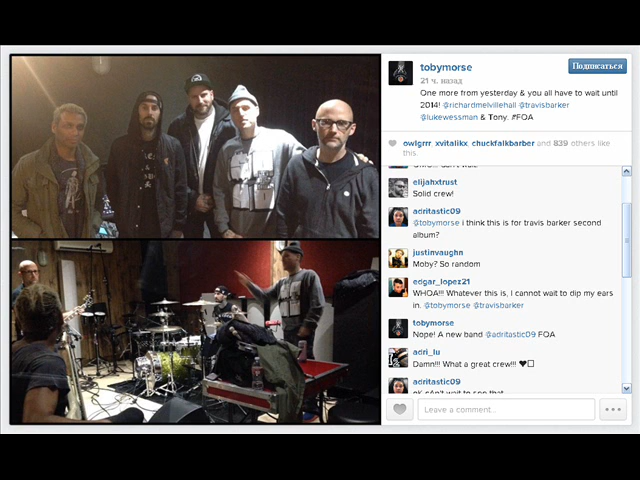 tobymorse
21 ч. назад
Подписаться
One more from yesterday & you all have to wait until
2014! @richardmelvillehall @travisbarker
@lukewessman & Tony. #FOA
owlgrrr_xvitalikx_chuckfalkbarber and 839 others like
this.
elijahxtrust
Solid crew!
adritastic09
@tobymorse i think this is for travis barker second
album?
justinvaughn
Moby? So random
edgar_lopez21
WHOA!!! Whatever this is, I cannot wait to dip my ears
in. @tobymorse @travisbarker
tobymorse
Nope! A new band @adritastic09 FOA
adri_lu
Damn!!! What a great crew!!! ❤□
adritastic09
Leave a comment...